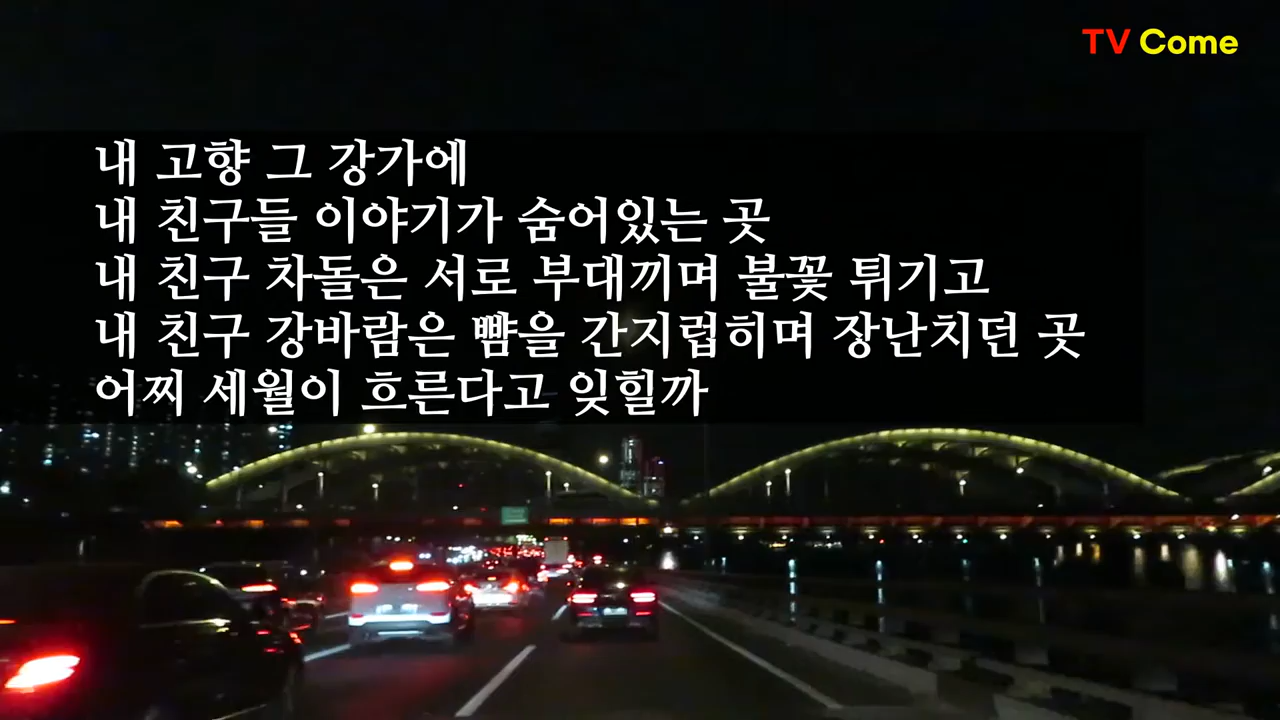 TV Come
내 고향 그 강가에
내 친구들 이야기가 숨어있는 곳
내 친구 차돌은 서로 부대끼며 불꽃 튀기고
내 친구 강바람은 뺨을 간지럽히며 장난치던 곳
어찌 세월이 흐른다고 잊힐까